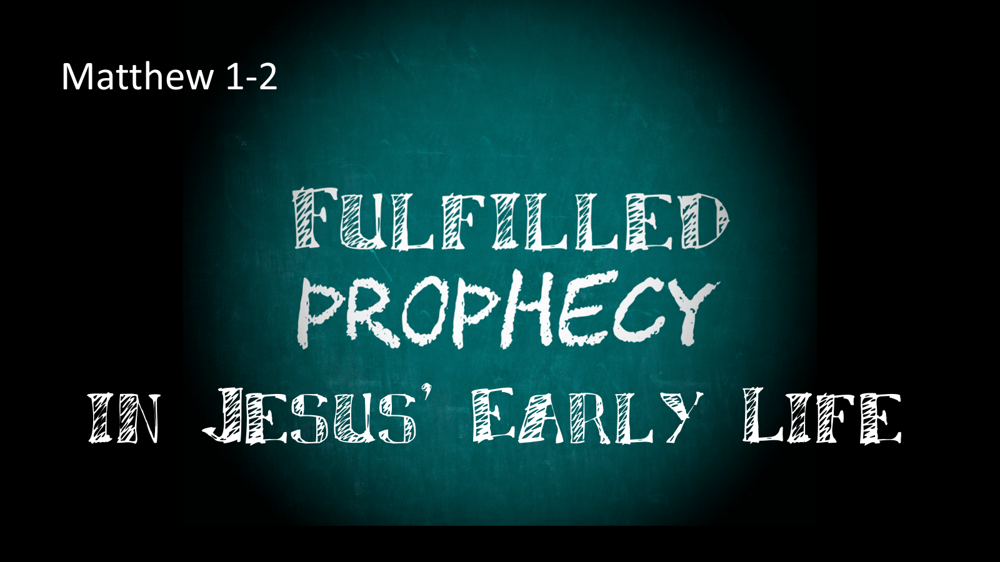 Matthew 1-2
FULFILLED
PROPHECY
IN JESUS’ EARLY LIFE